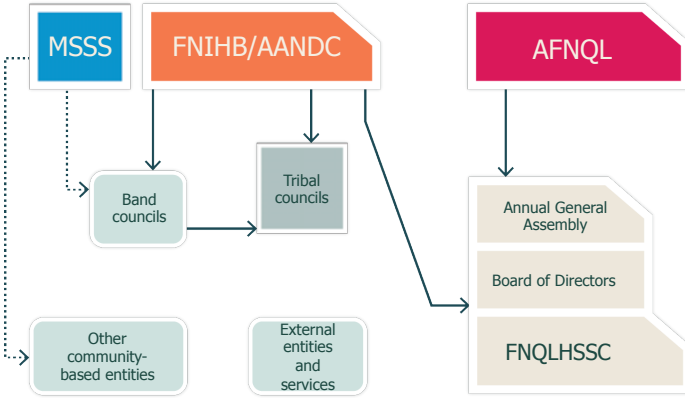 MSSS
FNIHB/AANDC
AFNQL
Band
councils
Tribal
councils
Annual General
Assembly
Board of Directors
FNQLHSSC
Other
community-
based entities
External
entities
and
services